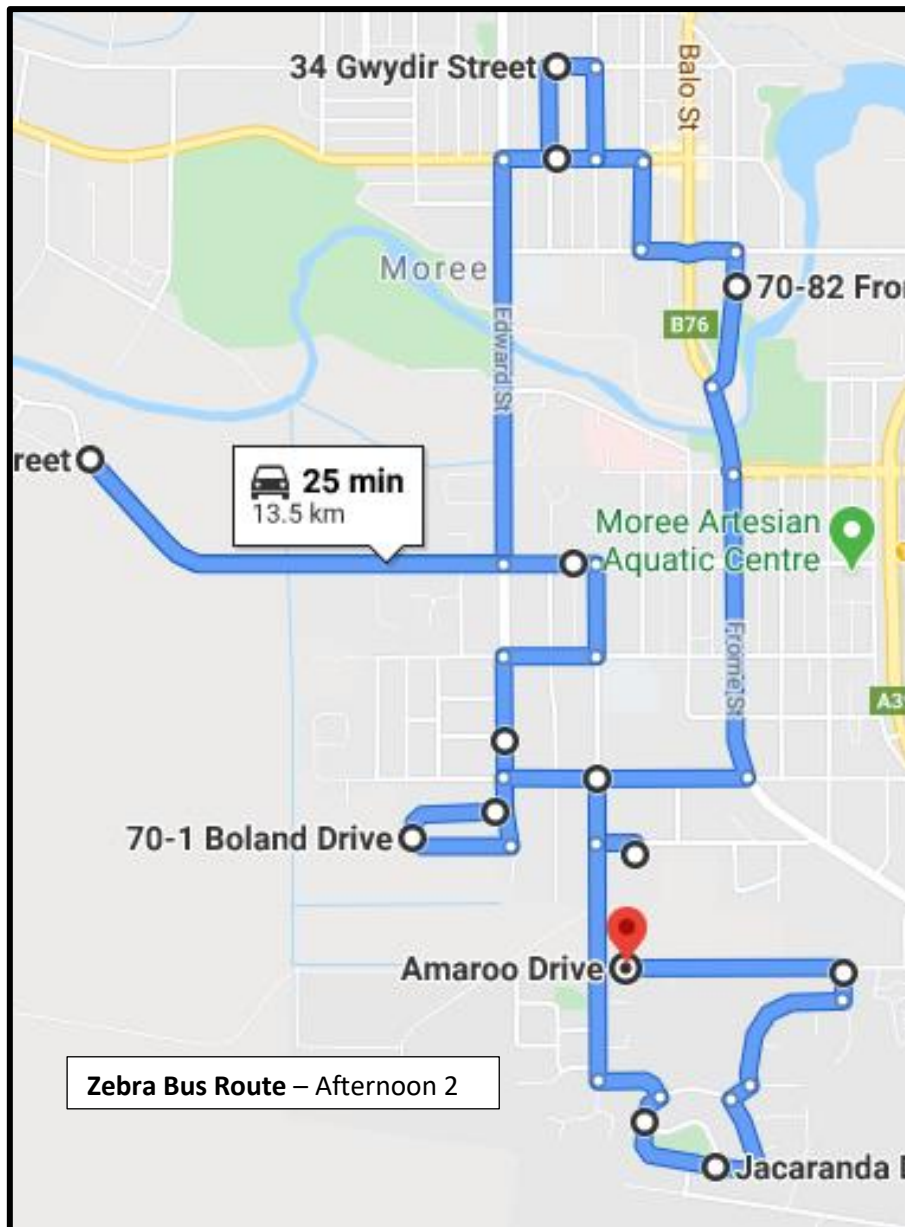 34 Gwydir Street
Balo St
Moree
70-82 Fro
B76
Edward St
reet
25 min
13.5 km
Moree Artesian
Aquatic Centre
Frome St
A3
70-1 Boland Drive
Amaroo Drive
Zebra Bus Route – Afternoon 2
Jacaranda